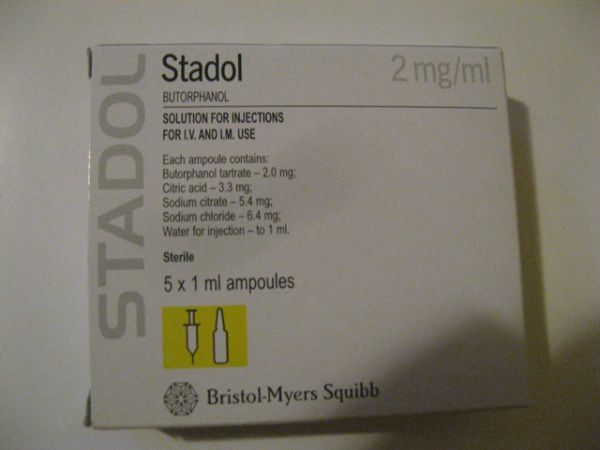 STADOL
Stadol 2 mg/ml
BUTORPHANOL
SOLUTION FOR INJECTIONS
FOR I.V. AND I.M. USE
Each ampoule contains:
Butorphanol tartrate – 2.0 mg;
Citric acid – 3.3 mg;
Sodium citrate – 5.4 mg;
Sodium chloride – 6.4 mg;
Water for injection – to 1 ml.
Sterile
5 x 1 ml ampoules
Bristol-Myers Squibb